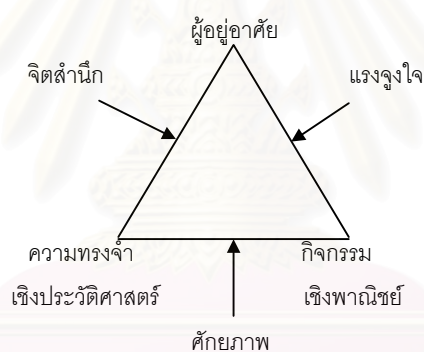 ผู้อยู่อาศัย
จิตสำนึก
แรงจูงใจ
ความทรงจำ
เชิงประวัติศาสตร์
กิจกรรม
เชิงพาณิชย์
ศักยภาพ